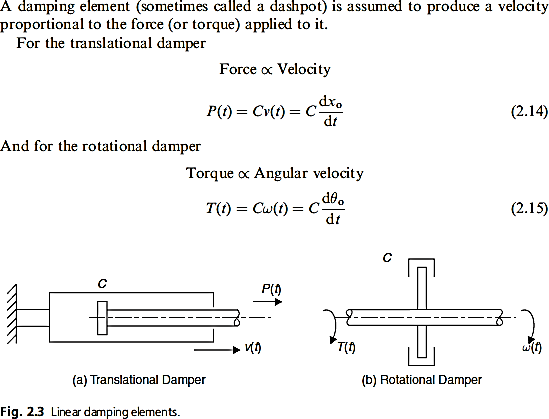 A damping element (sometimes called a dashpot) is assumed to produce a velocity
proportional to the force (or torque) applied to it.
For the translational damper
Force ∝ Velocity
P(t) = Cv(t) = C dxₒ/dt (2.14)
And for the rotational damper
Torque ∝ Angular velocity
T(t) = Cω(t) = C dθₒ/dt (2.15)
C
P(t)
v(t)
(a) Translational Damper
C
T(t)
ω(t)
(b) Rotational Damper
Fig. 2.3 Linear damping elements.